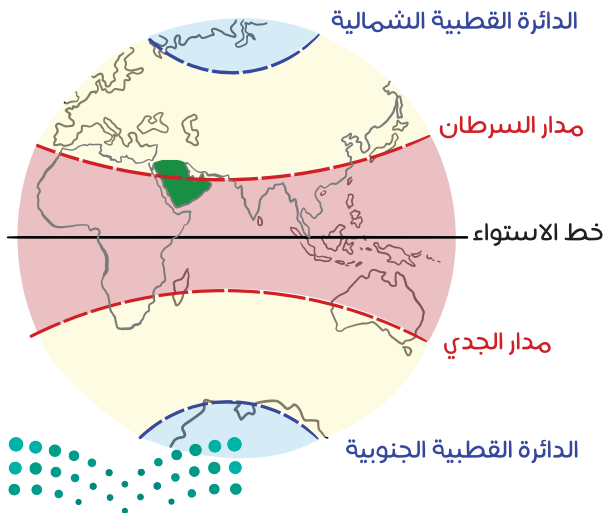 الدائرة القطبية الشمالية
مدار السرطان
خط الاستواء
مدار الجدي
الدائرة القطبية الجنوبية